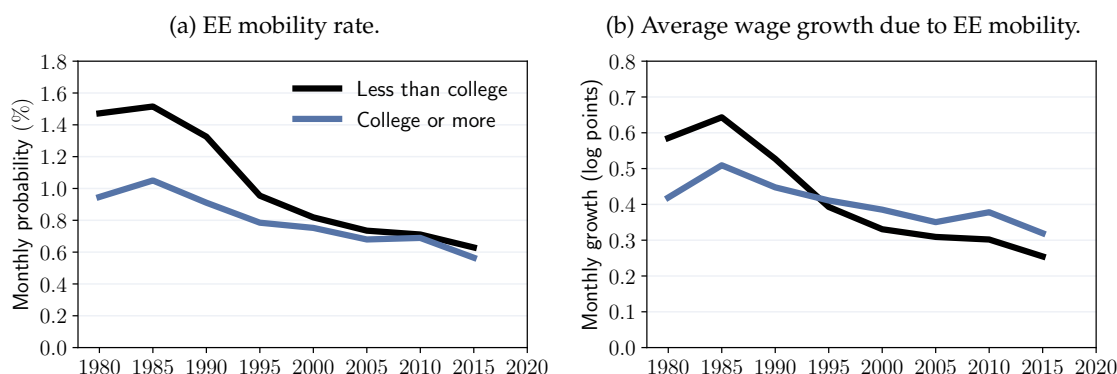 (a) EE mobility rate.
Monthly probability (%)
1.8
1.6
1.4
1.2
1.0
0.8
0.6
0.4
0.2
0.0
Less than college
College or more
1980 1985 1990 1995 2000 2005 2010 2015 2020
(b) Average wage growth due to EE mobility.
Monthly growth (log points)
0.8
0.7
0.6
0.5
0.4
0.3
0.2
0.1
0.0
1980 1985 1990 1995 2000 2005 2010 2015 2020